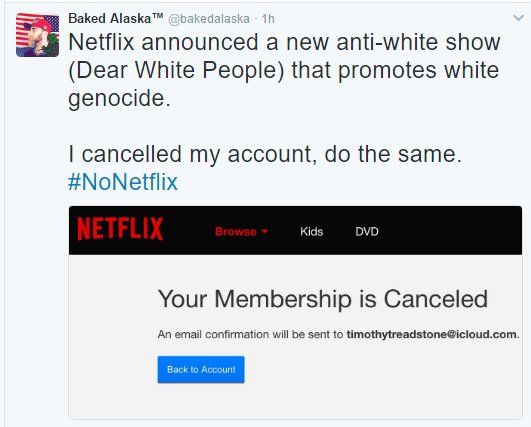 Baked Alaska™ @bakedalaska · 1h
Netflix announced a new anti-white show
(Dear White People) that promotes white
genocide.
I cancelled my account, do the same.
#NoNetflix
NETFLIX Browse Kids DVD
Your Membership is Canceled
An email confirmation will be sent to timothytreadstone@icloud.com.
Back to Account